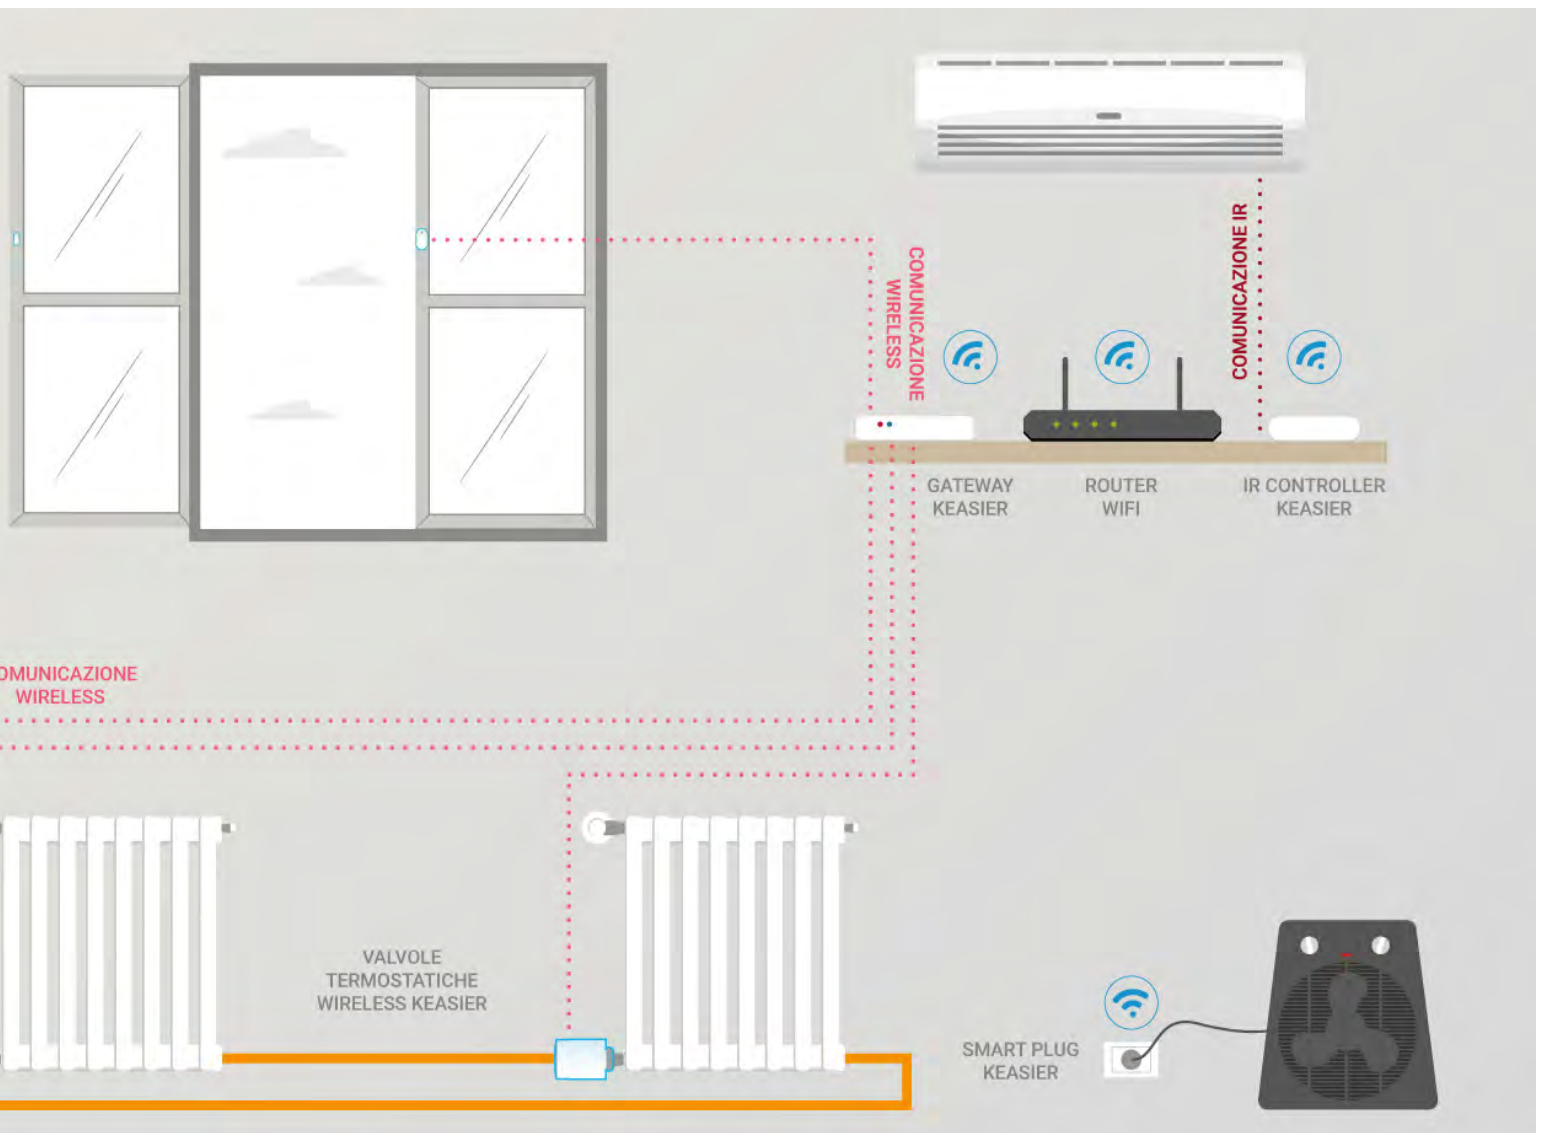 COMUNICAZIONE
WIRELESS
COMUNICAZIONE IR
GATEWAY
KEASIER
ROUTER
WIFI
IR CONTROLLER
KEASIER
OMUNICAZIONE
WIRELESS
VALVOLE
TERMOSTATICHE
WIRELESS KEASIER
SMART PLUG
KEASIER